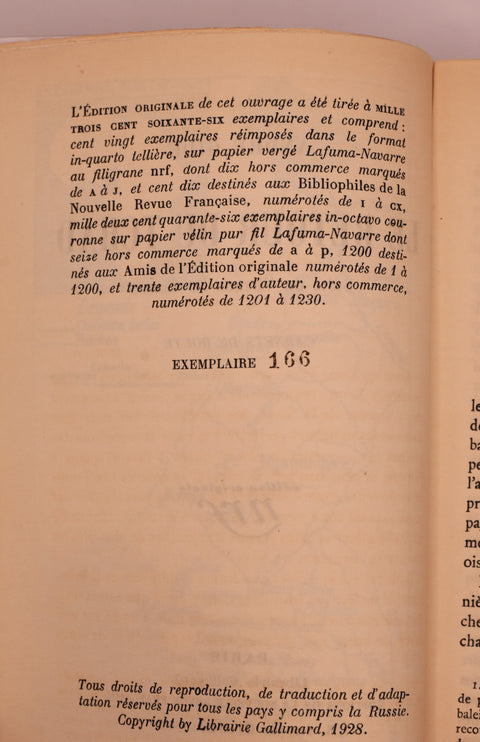 L'Édition originale de cet ouvrage a été tirée à mille
trois cent soixante-six exemplaires et comprend :
cent vingt exemplaires réimposés dans le format
in-quarto tellière, sur papier vergé Lafuma-Navarre
au filigrane nrf, dont dix hors commerce marqués
de A à J, et cent dix destinés aux Bibliophiles de la
Nouvelle Revue Française, numérotés de I à CX,
mille deux cent quarante-six exemplaires in-octavo cou-
ronne sur papier vélin pur fil Lafuma-Navarre dont
seize hors commerce marqués de a à p, 1200 desti-
nés aux Amis de l'Édition originale numérotés de 1 à
1200, et trente exemplaires d'auteur, hors commerce,
numérotés de 1201 à 1230.
EXEMPLAIRE 166
Tous droits de reproduction, de traduction et d'adap-
tation réservés pour tous les pays y compris la Russie.
Copyright by Librairie Gallimard, 1928.